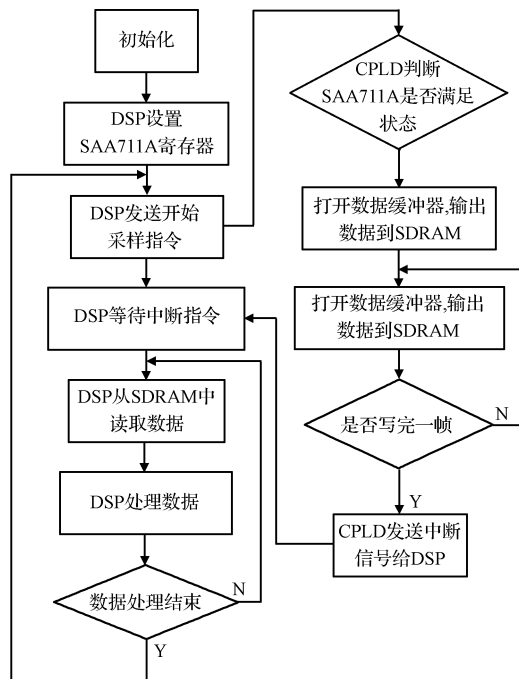 初始化
DSP设置
SAA711A寄存器
DSP发送开始
采样指令
DSP等待中断指令
DSP从SDRAM中
读取数据
DSP处理数据
数据处理结束
N
Y
CPLD判断
SAA711A是否满足
状态
打开数据缓冲器,输出
数据到SDRAM
打开数据缓冲器,输出
数据到SDRAM
是否写完一帧
N
Y
CPLD发送中断
信号给DSP